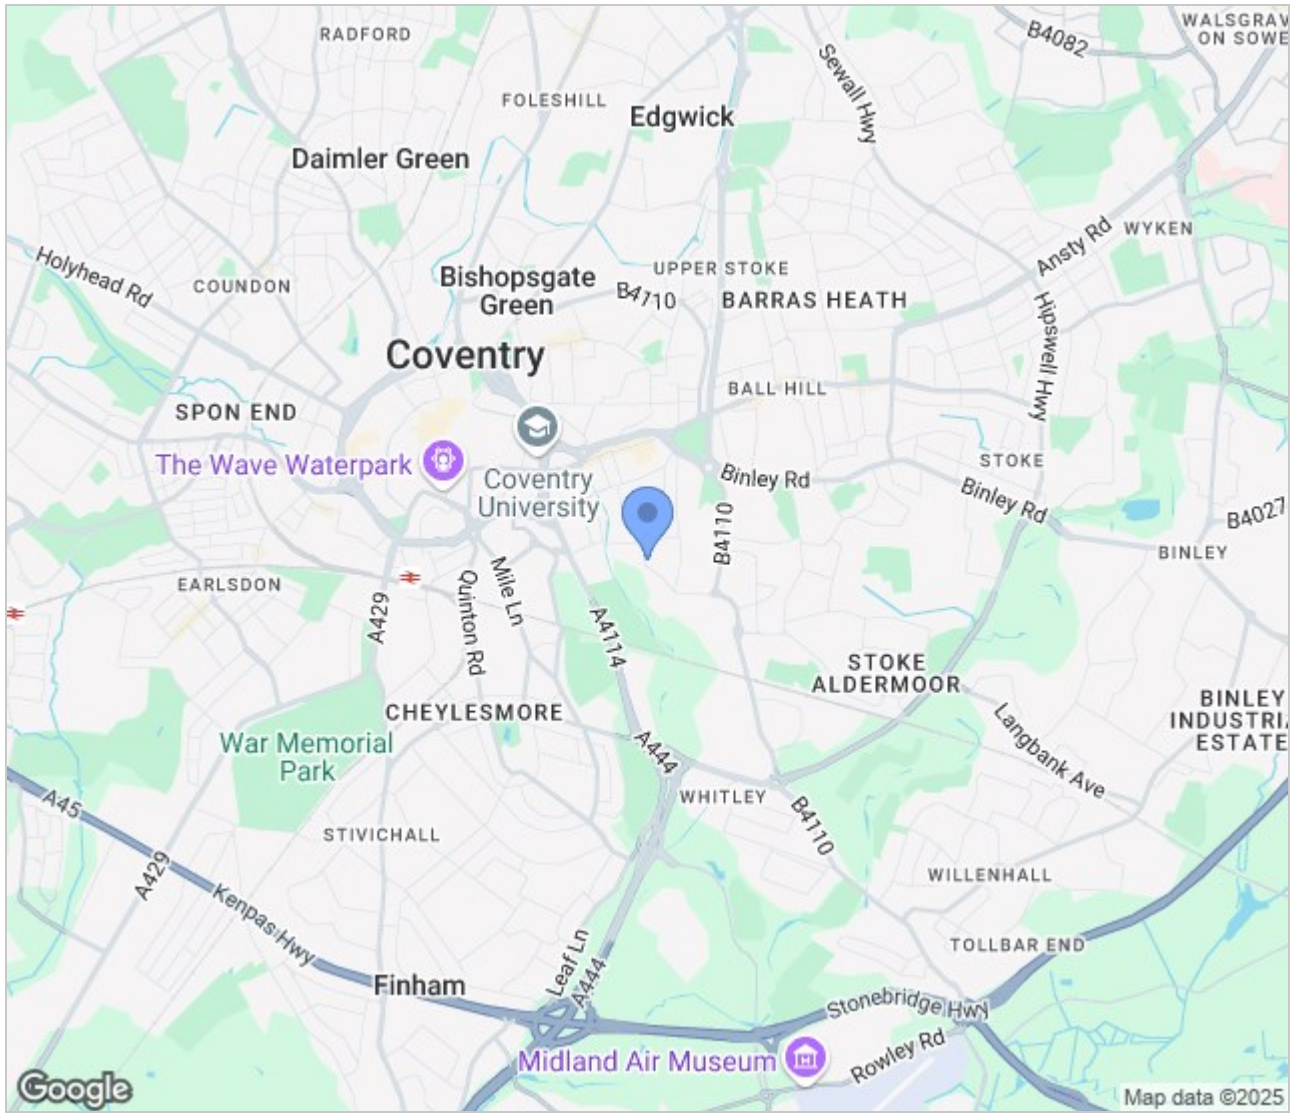 RADFORD
B4082
WALSGRAV
ON SOWE
Sewall Hwy
FOLESHILL
Edgwick
Daimler Green
Ansty Rd
WYKEN
Holyhead Rd
COUNDON
Bishopsgate
Green
UPPER STOKE
B4110
BARRAS HEATH
Hipswell Hwy
Coventry
BALL HILL
SPON END
The Wave Waterpark
Coventry
University
Binley Rd
STOKE
Binley Rd
B4027
B4110
BINLEY
EARLSDON
A429
Quinton Rd
Mile Ln
A4114
STOKE
ALDERMOOR
CHEYLESMORE
BINLEY
INDUSTRIA
ESTATE
Langbank Ave
War Memorial
Park
A444
WHITLEY
B4110
A45
STIVICHALL
A429
WILLENHALL
Kenpas Hwy
TOLLBAR END
Leaf Ln
A444
Finham
Stonebridge Hwy
Midland Air Museum
Rowley Rd
Google
Map data ©2025